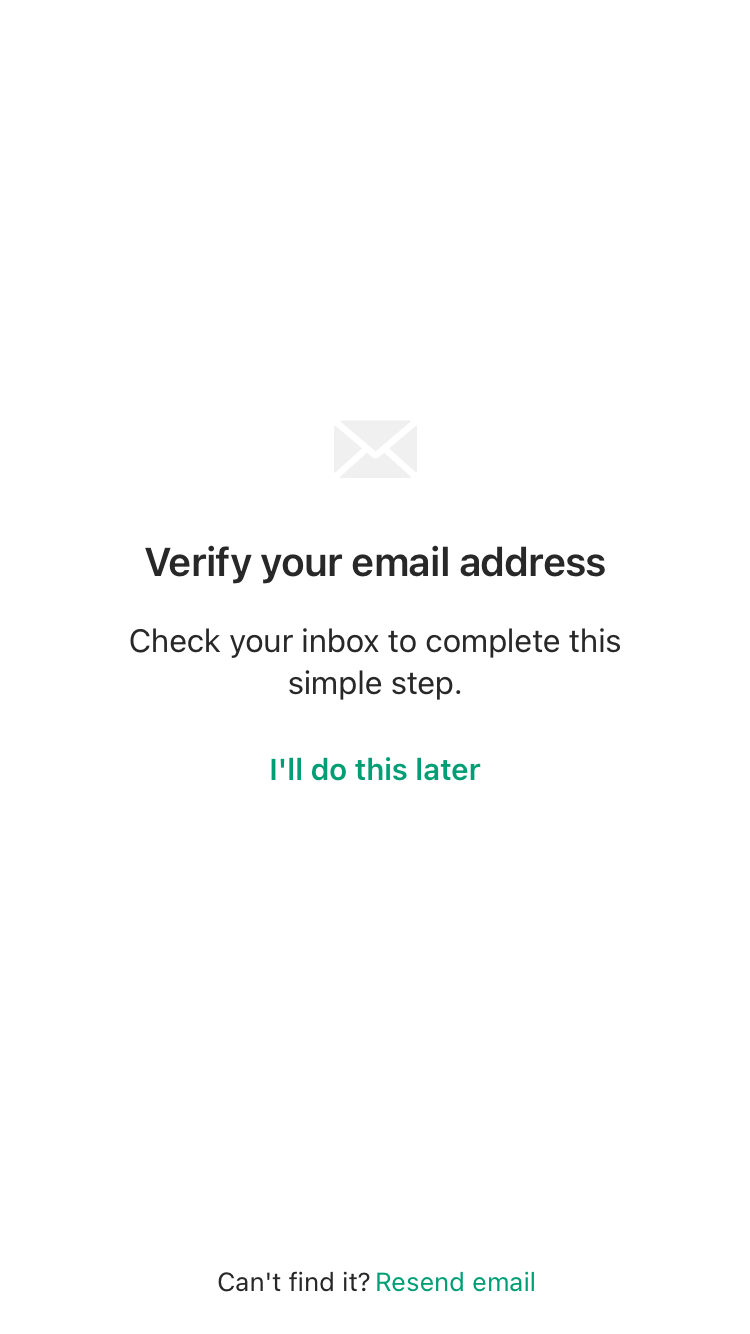 Verify your email address
Check your inbox to complete this
simple step.
I'll do this later
Can't find it? Resend email